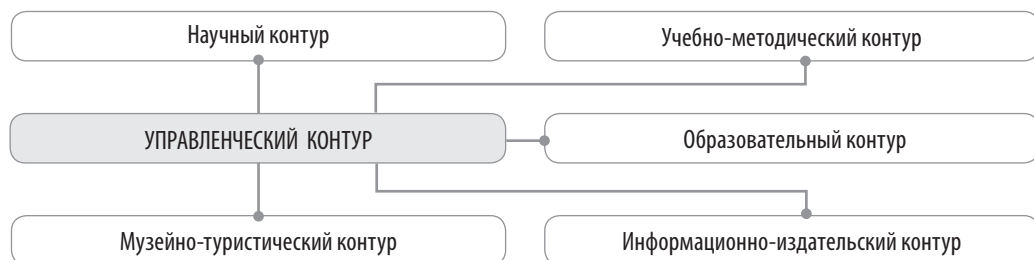 Научный контур
Учебно-методический контур
УПРАВЛЕНЧЕСКИЙ КОНТУР
Образовательный контур
Музейно-туристический контур
Информационно-издательский контур